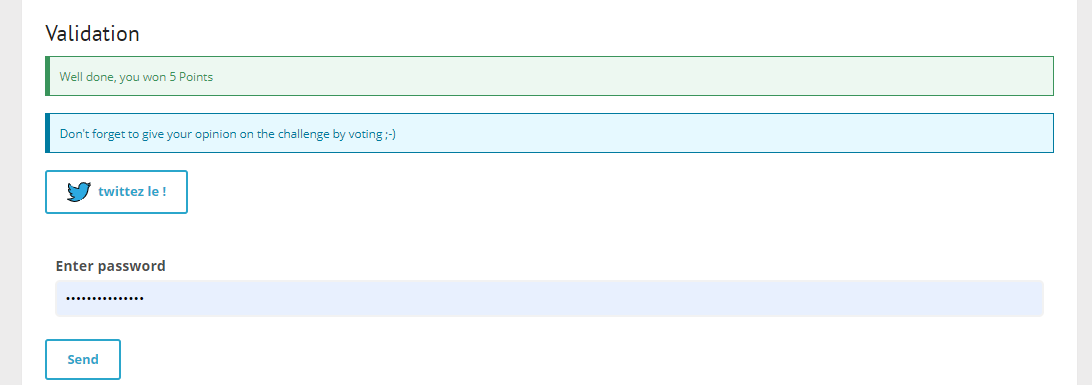 Validation
Well done, you won 5 Points
Don't forget to give your opinion on the challenge by voting ;-)
twittez le !
Enter password
•••••••••••••••
Send